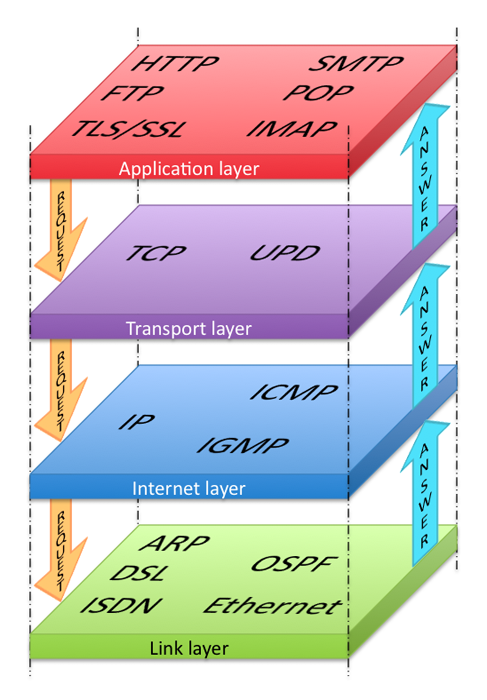 HTTP SMTP
FTP POP
TLS/SSL IMAP
Application layer
REQUEST
ANSWER
TCP UPD
Transport layer
REQUEST
ANSWER
ICMP
IP
IGMP
Internet layer
REQUEST
ANSWER
ARP
OSPF
DSL
ISDN Ethernet
Link layer